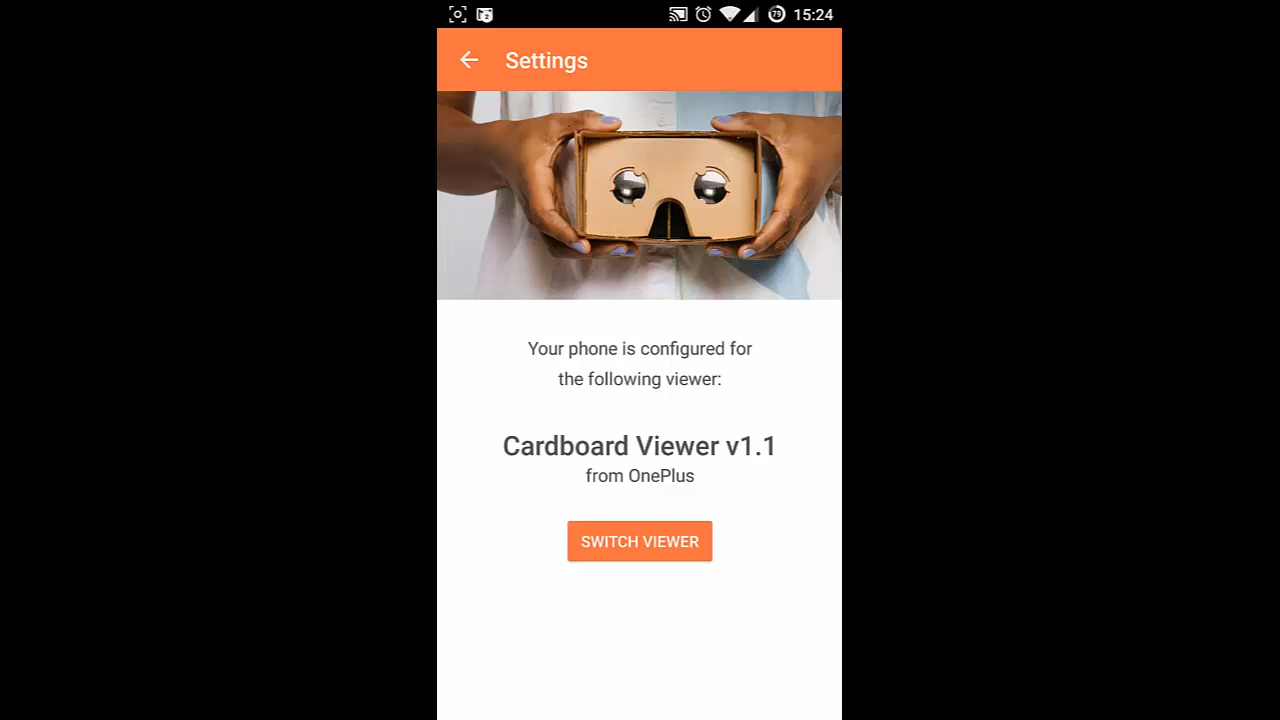 79 15:24
Settings
Your phone is configured for
the following viewer:
Cardboard Viewer v1.1
from OnePlus
SWITCH VIEWER